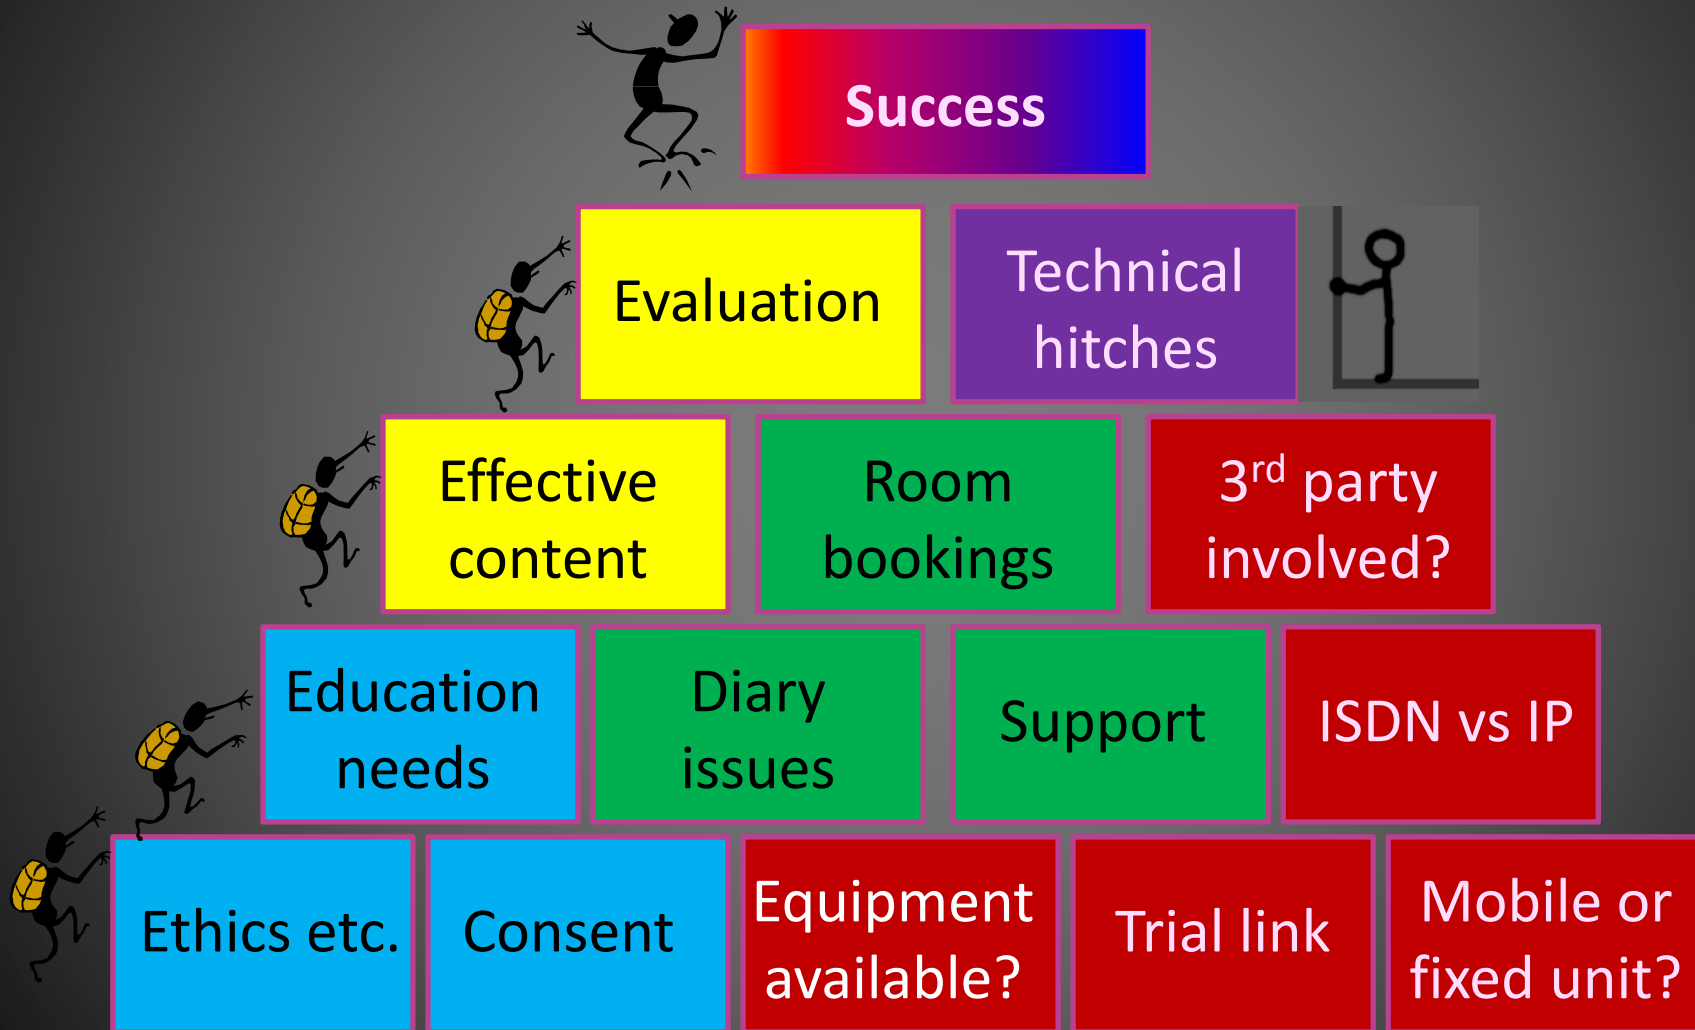 Success
Evaluation
Technical
hitches
Effective
content
Room
bookings
3rd party
involved?
Education
needs
Diary
issues
Support
ISDN vs IP
Ethics etc.
Consent
Equipment
available?
Trial link
Mobile or
fixed unit?